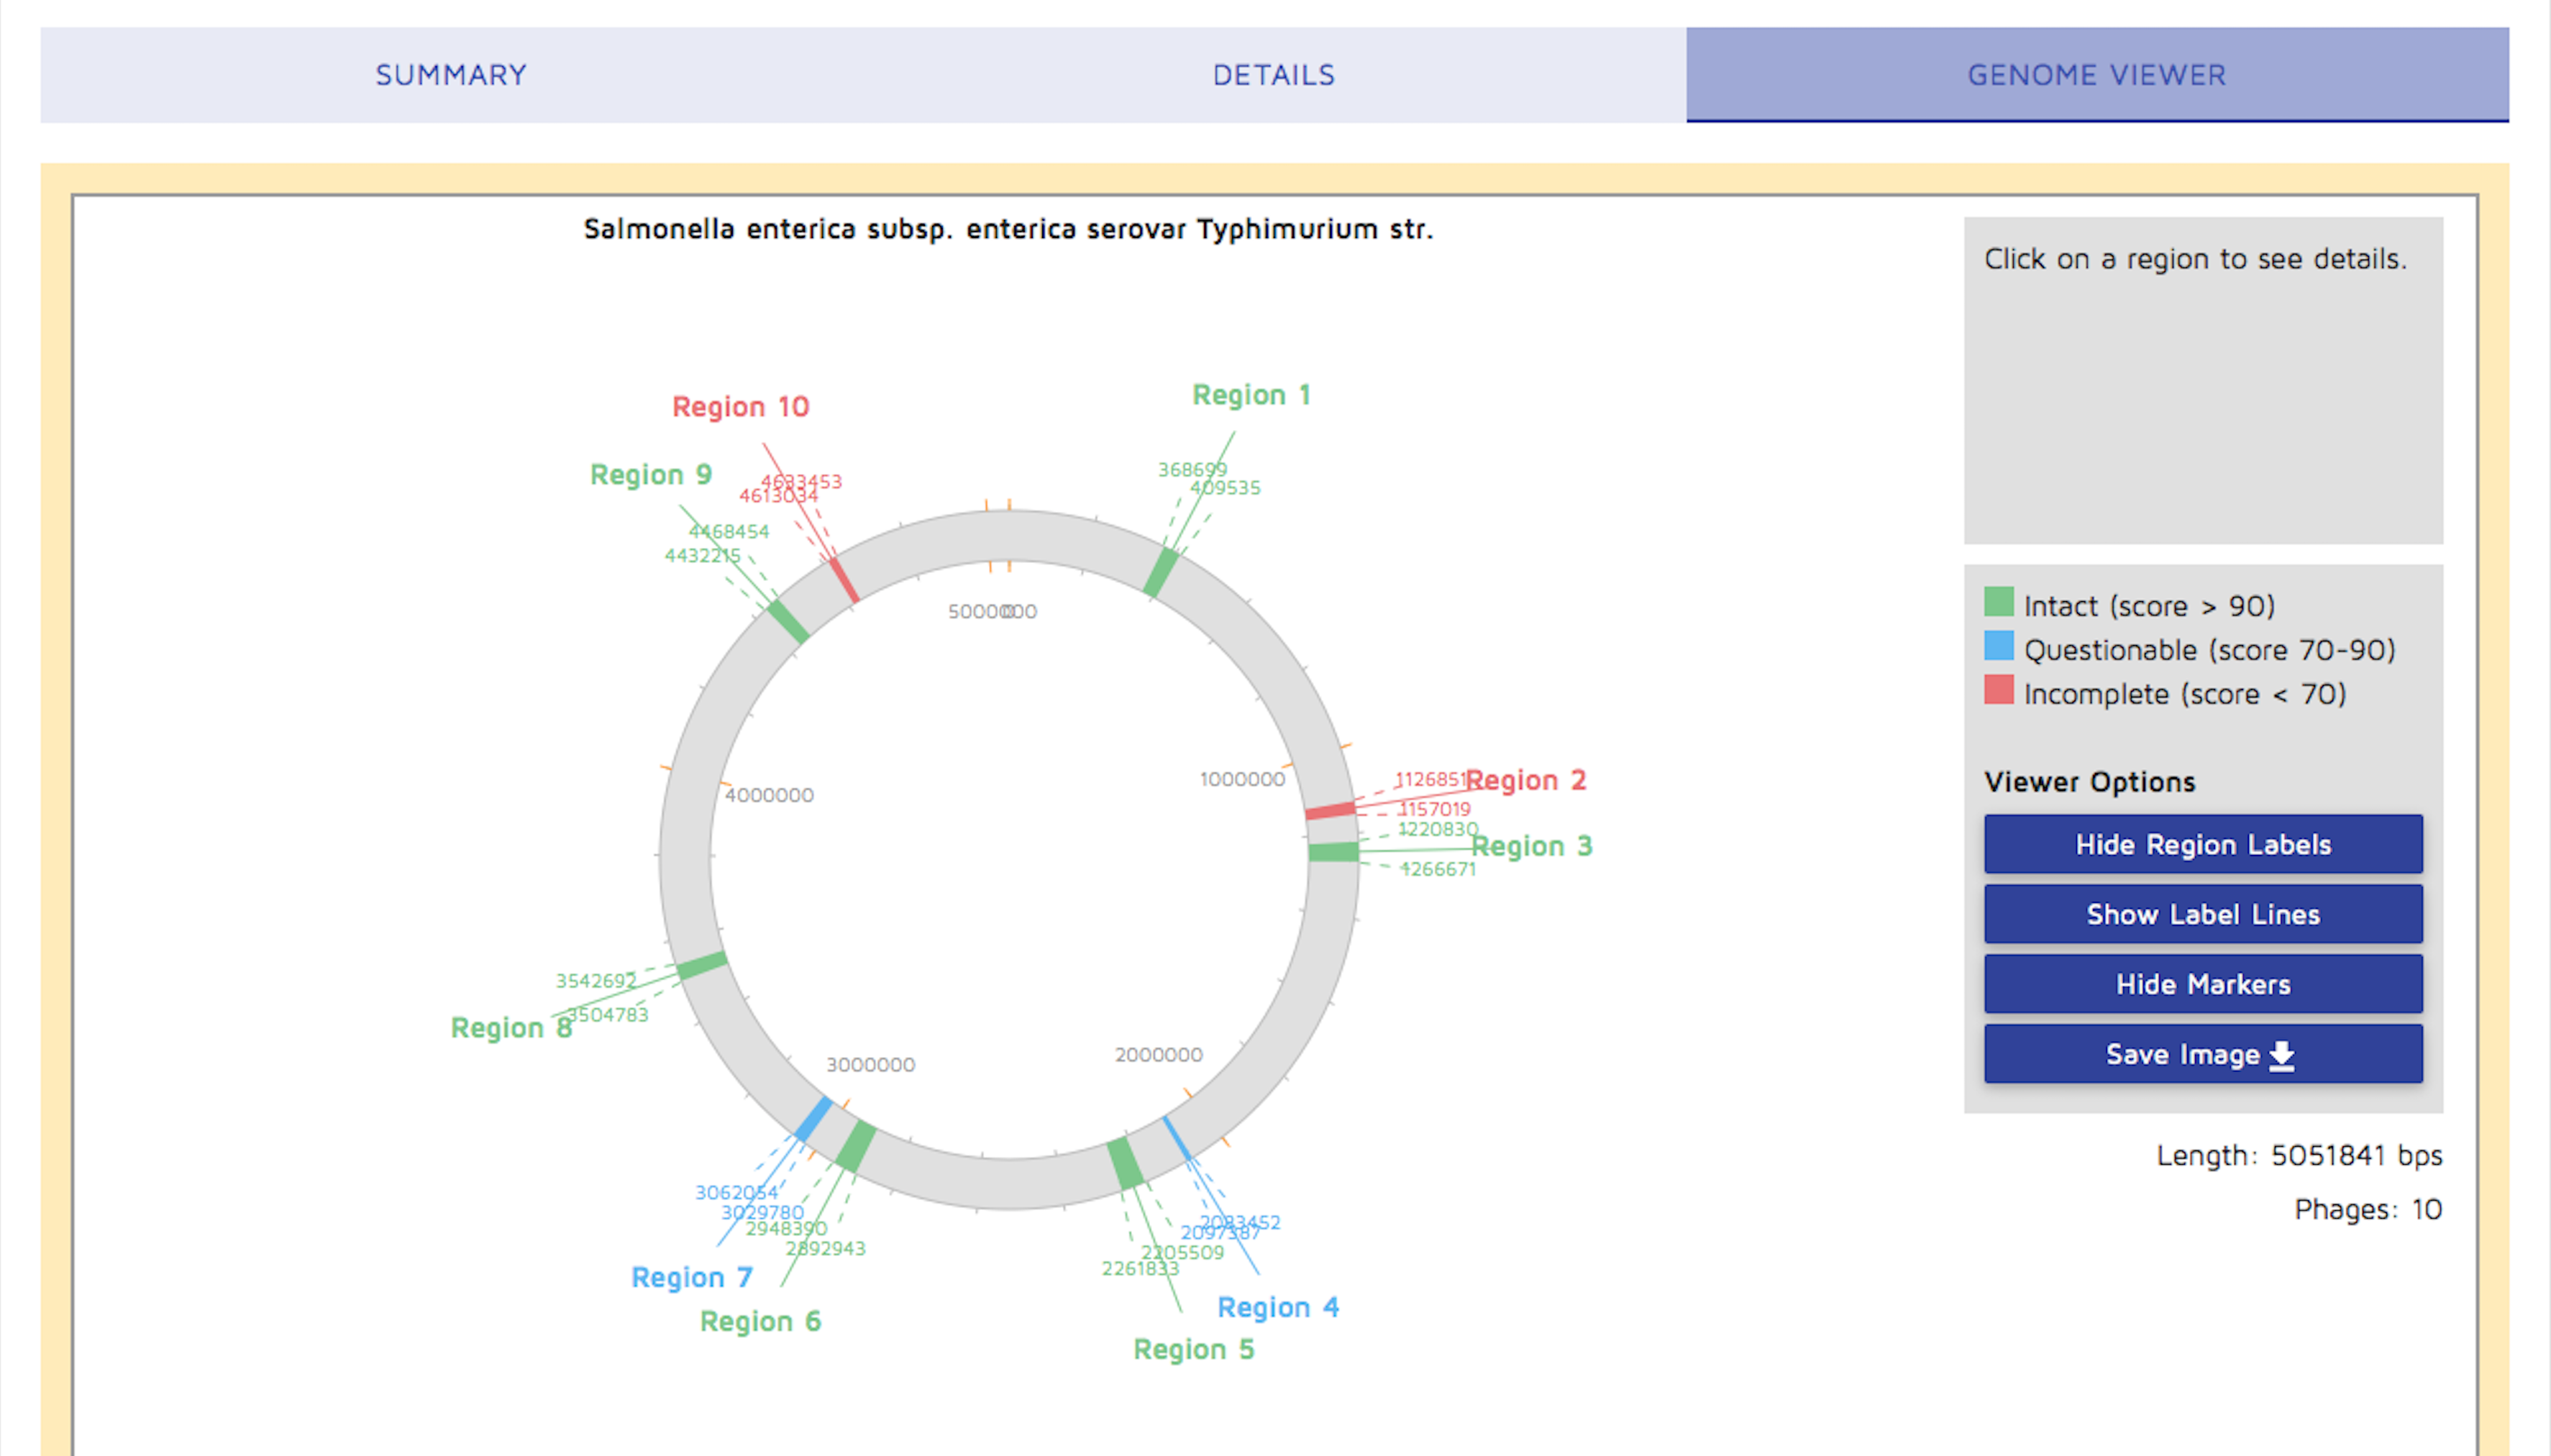 SUMMARY
DETAILS
GENOME VIEWER
Salmonella enterica subsp. enterica serovar Typhimurium str.
Click on a region to see details.
Region 10
Region 1
Region 9
4633453
4613034
368699
409535
4468454
4432215
5000000
0
Intact (score > 90)
Questionable (score 70-90)
Incomplete (score < 70)
4000000
1000000
1126851
Region 2
1157019
1220830
Region 3
1266671
Viewer Options
Hide Region Labels
Show Label Lines
Hide Markers
Save Image
3542692
3504783
Region 8
3000000
2000000
3062054
3029780
2948390
2892943
2083452
2097387
2205509
2261833
Region 7
Region 6
Region 4
Region 5
Length: 5051841 bps
Phages: 10